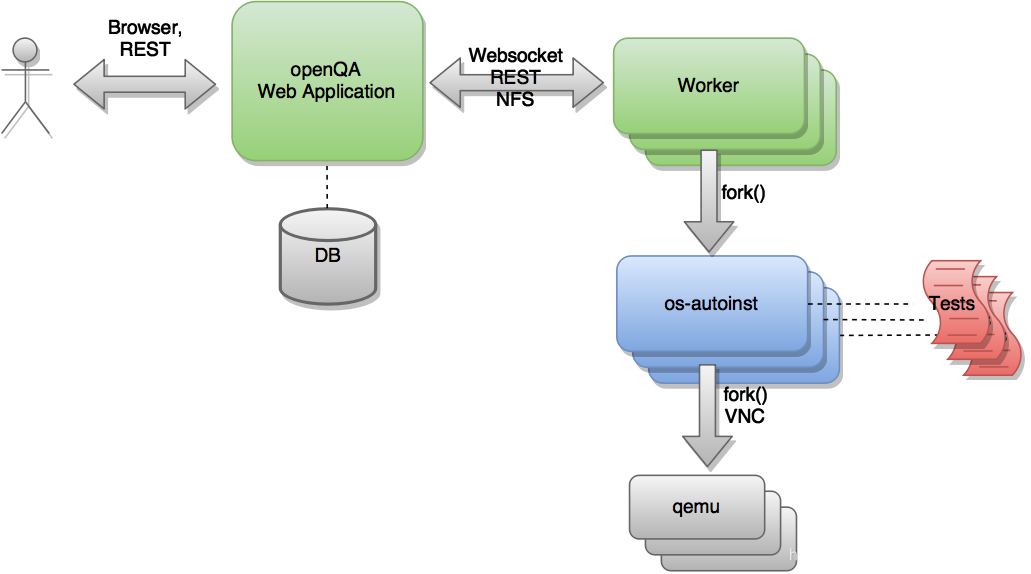 Browser,
REST
openQA
Web Application
Websocket
REST
NFS
Worker
fork()
DB
os-autoinst
Tests
fork()
VNC
qemu